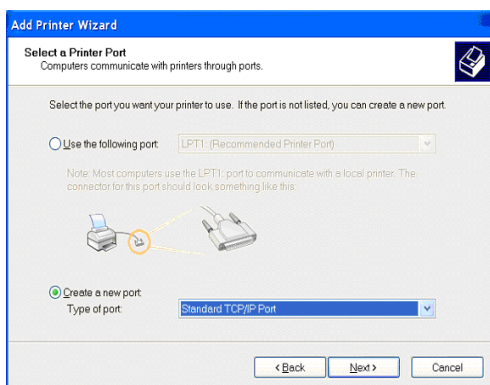 Add Printer Wizard
Select a Printer Port
Computers communicate with printers through ports.
Select the port you want your printer to use. If the port is not listed, you can create a new port.
Use the following port: LPT1: (Recommended Printer Port)
Note: Most computers use the LPT1: port to communicate with a local printer. The
connector for this port should look something like this:
Create a new port:
Type of port: Standard TCP/IP Port
< Back Next > Cancel